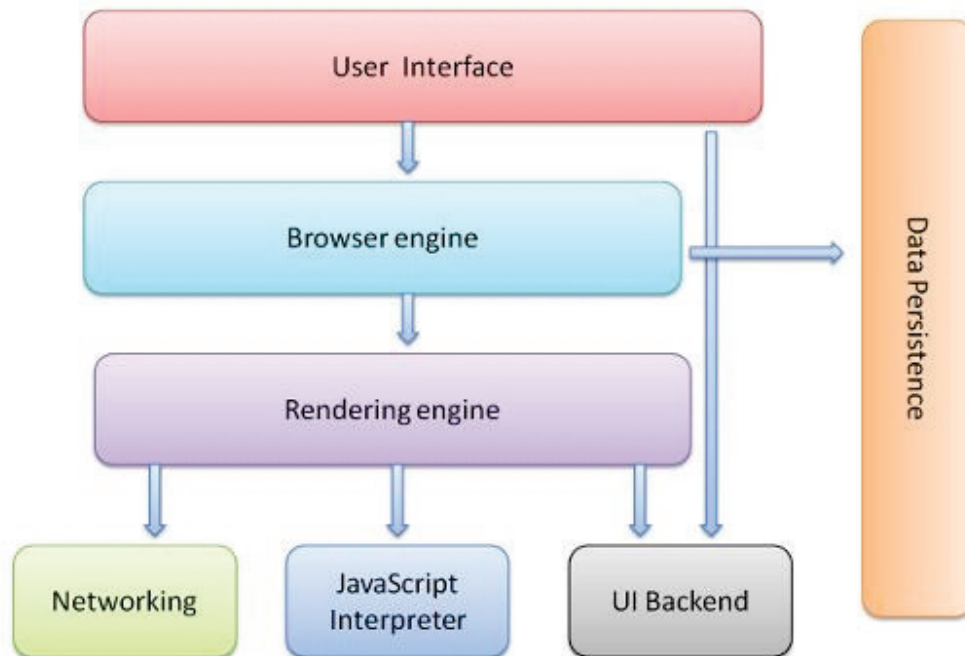 User Interface
Browser engine
Data Persistence
Rendering engine
Networking
JavaScript
Interpreter
UI Backend